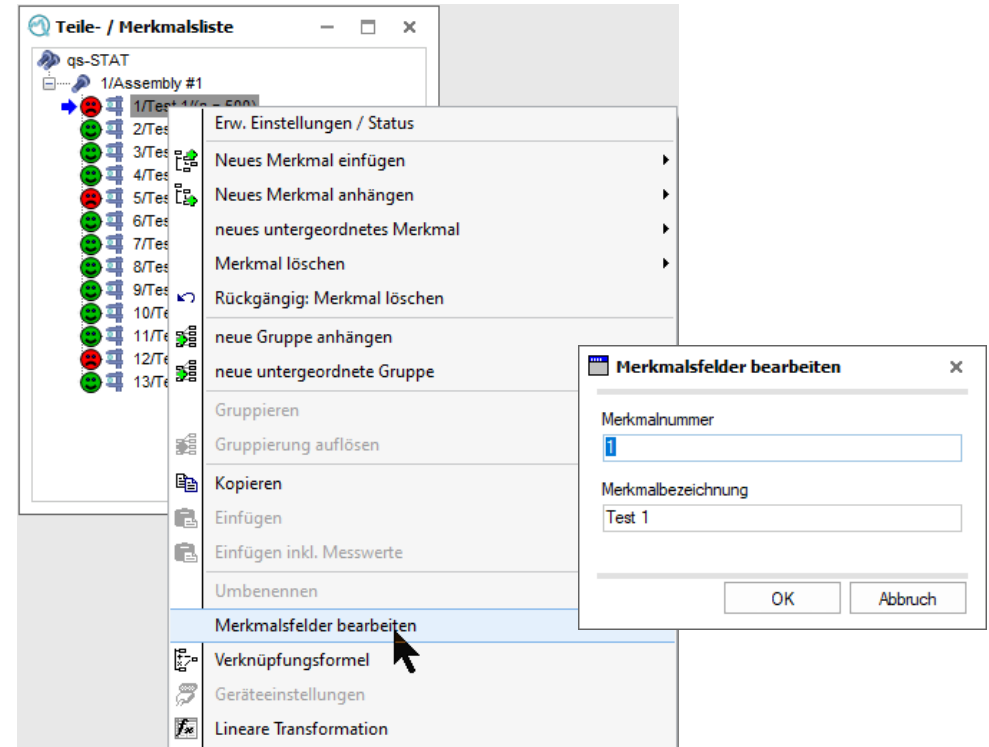 Teile- / Merkmalsliste
qs-STAT
1/Assembly #1
1/Test 1/(n = 500)
2/Tes
3/Tes
4/Tes
5/Tes
6/Tes
7/Tes
8/Tes
9/Tes
10/Te
11/Te
12/Te
13/Te
Erw. Einstellungen / Status
Neues Merkmal einfügen
Neues Merkmal anhängen
neues untergeordnetes Merkmal
Merkmal löschen
Rückgängig: Merkmal löschen
neue Gruppe anhängen
neue untergeordnete Gruppe
Gruppieren
Gruppierung auflösen
Kopieren
Einfügen
Einfügen inkl. Messwerte
Umbenennen
Merkmalsfelder bearbeiten
Verknüpfungsformel
Geräteeinstellungen
Lineare Transformation
Merkmalsfelder bearbeiten
Merkmalnummer
1
Merkmalbezeichnung
Test 1
OK Abbruch